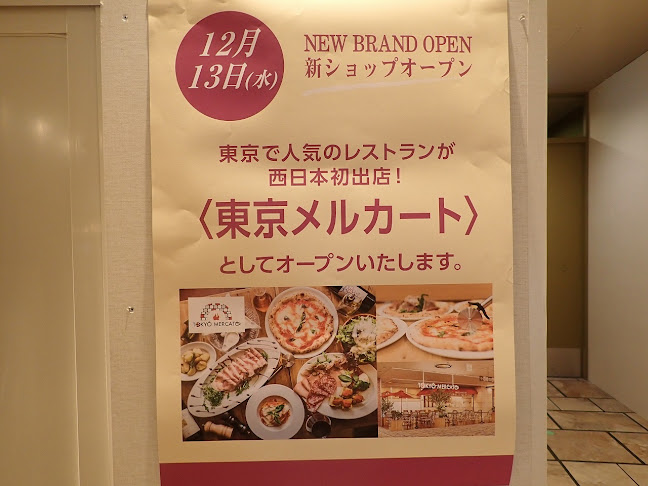 12月
13日(水)
NEW BRAND OPEN
新ショップオープン
東京で人気のレストランが
西日本初出店！
〈東京メルカート〉
としてオープンいたします。
TOKYO MERCATO
TOKYO MERCATO